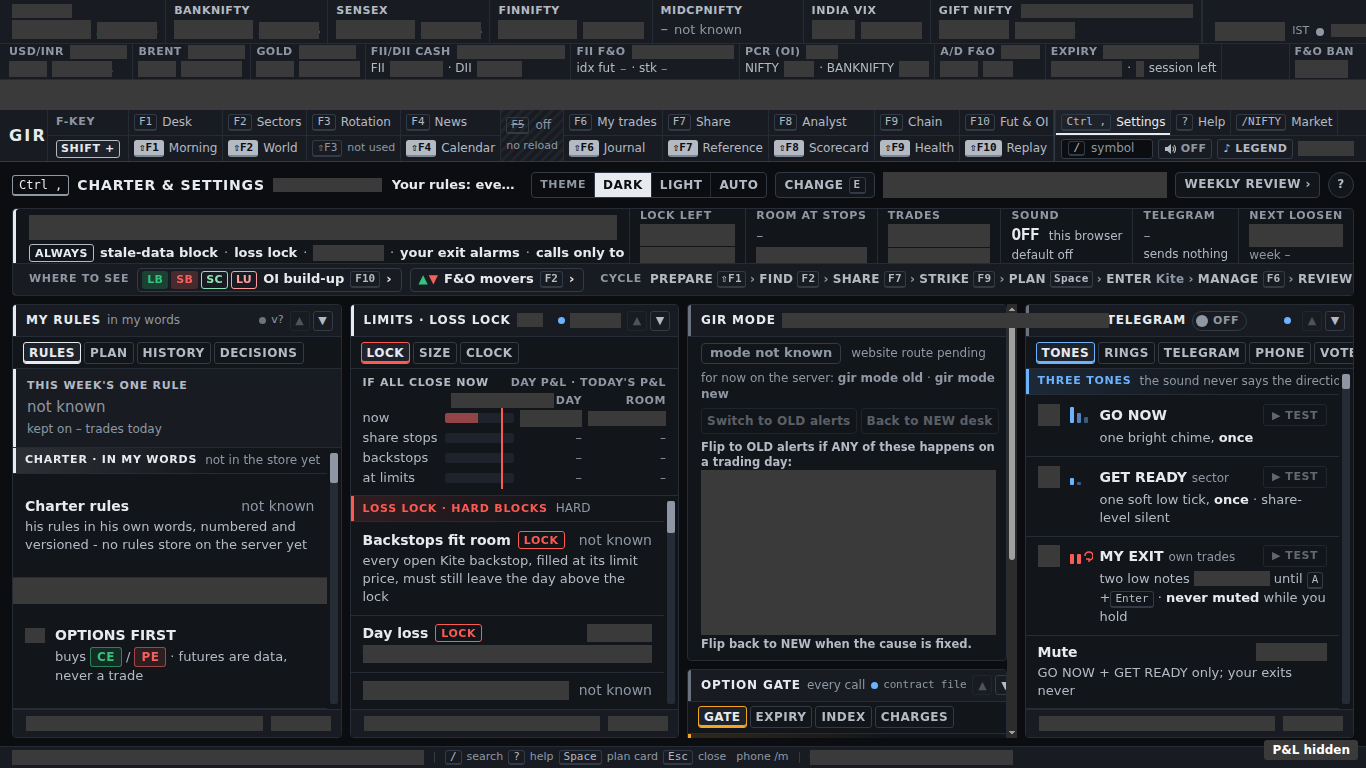 BANKNIFTY SENSEX FINNIFTY MIDCPNIFTY INDIA VIX GIFT NIFTY
– not known IST
USD/INR BRENT GOLD FII/DII CASH FII F&O PCR (OI) A/D F&O EXPIRY F&O BAN
FII · DII idx fut – · stk – NIFTY · BANKNIFTY · session left
GIR F-KEY F1 Desk F2 Sectors F3 Rotation F4 News F5 off F6 My trades F7 Share F8 Analyst F9 Chain F10 Fut & OI Ctrl , Settings ? Help /NIFTY Market
SHIFT + ⇧F1 Morning ⇧F2 World ⇧F3 not used ⇧F4 Calendar no reload ⇧F6 Journal ⇧F7 Reference ⇧F8 Scorecard ⇧F9 Health ⇧F10 Replay / symbol OFF ♪ LEGEND
Ctrl , CHARTER & SETTINGS Your rules: eve… THEME DARK LIGHT AUTO CHANGE E WEEKLY REVIEW › ?
LOCK LEFT ROOM AT STOPS TRADES SOUND TELEGRAM NEXT LOOSEN
– OFF this browser –
ALWAYS stale-data block · loss lock · · your exit alarms · calls only to default off sends nothing week –
WHERE TO SEE LB SB SC LU OI build-up F10 › ▲▼ F&O movers F2 › CYCLE PREPARE ⇧F1 › FIND F2 › SHARE F7 › STRIKE F9 › PLAN Space › ENTER Kite › MANAGE F6 › REVIEW
MY RULES in my words v? ▲ ▼
RULES PLAN HISTORY DECISIONS
THIS WEEK'S ONE RULE
not known
kept on – trades today
CHARTER · IN MY WORDS not in the store yet
Charter rules not known
his rules in his own words, numbered and
versioned - no rules store on the server yet
OPTIONS FIRST
buys CE / PE · futures are data,
never a trade
LIMITS · LOSS LOCK ▲ ▼
LOCK SIZE CLOCK
IF ALL CLOSE NOW DAY P&L · TODAY'S P&L
DAY ROOM
now
share stops – –
backstops – –
at limits – –
LOSS LOCK · HARD BLOCKS HARD
Backstops fit room LOCK not known
every open Kite backstop, filled at its limit
price, must still leave the day above the
lock
Day loss LOCK
not known
GIR MODE
mode not known website route pending
for now on the server: gir mode old · gir mode
new
Switch to OLD alerts Back to NEW desk
Flip to OLD alerts if ANY of these happens on
a trading day:
Flip back to NEW when the cause is fixed.
OPTION GATE every call contract file ▲ ▼
GATE EXPIRY INDEX CHARGES
TELEGRAM OFF ▲ ▼
TONES RINGS TELEGRAM PHONE VOTE
THREE TONES the sound never says the directio
GO NOW ▶ TEST
one bright chime, once
GET READY sector ▶ TEST
one soft low tick, once · share-
level silent
MY EXIT own trades ▶ TEST
two low notes until A
+Enter · never muted while you
hold
Mute
GO NOW + GET READY only; your exits
never
/ search ? help Space plan card Esc close phone /m
P&L hidden